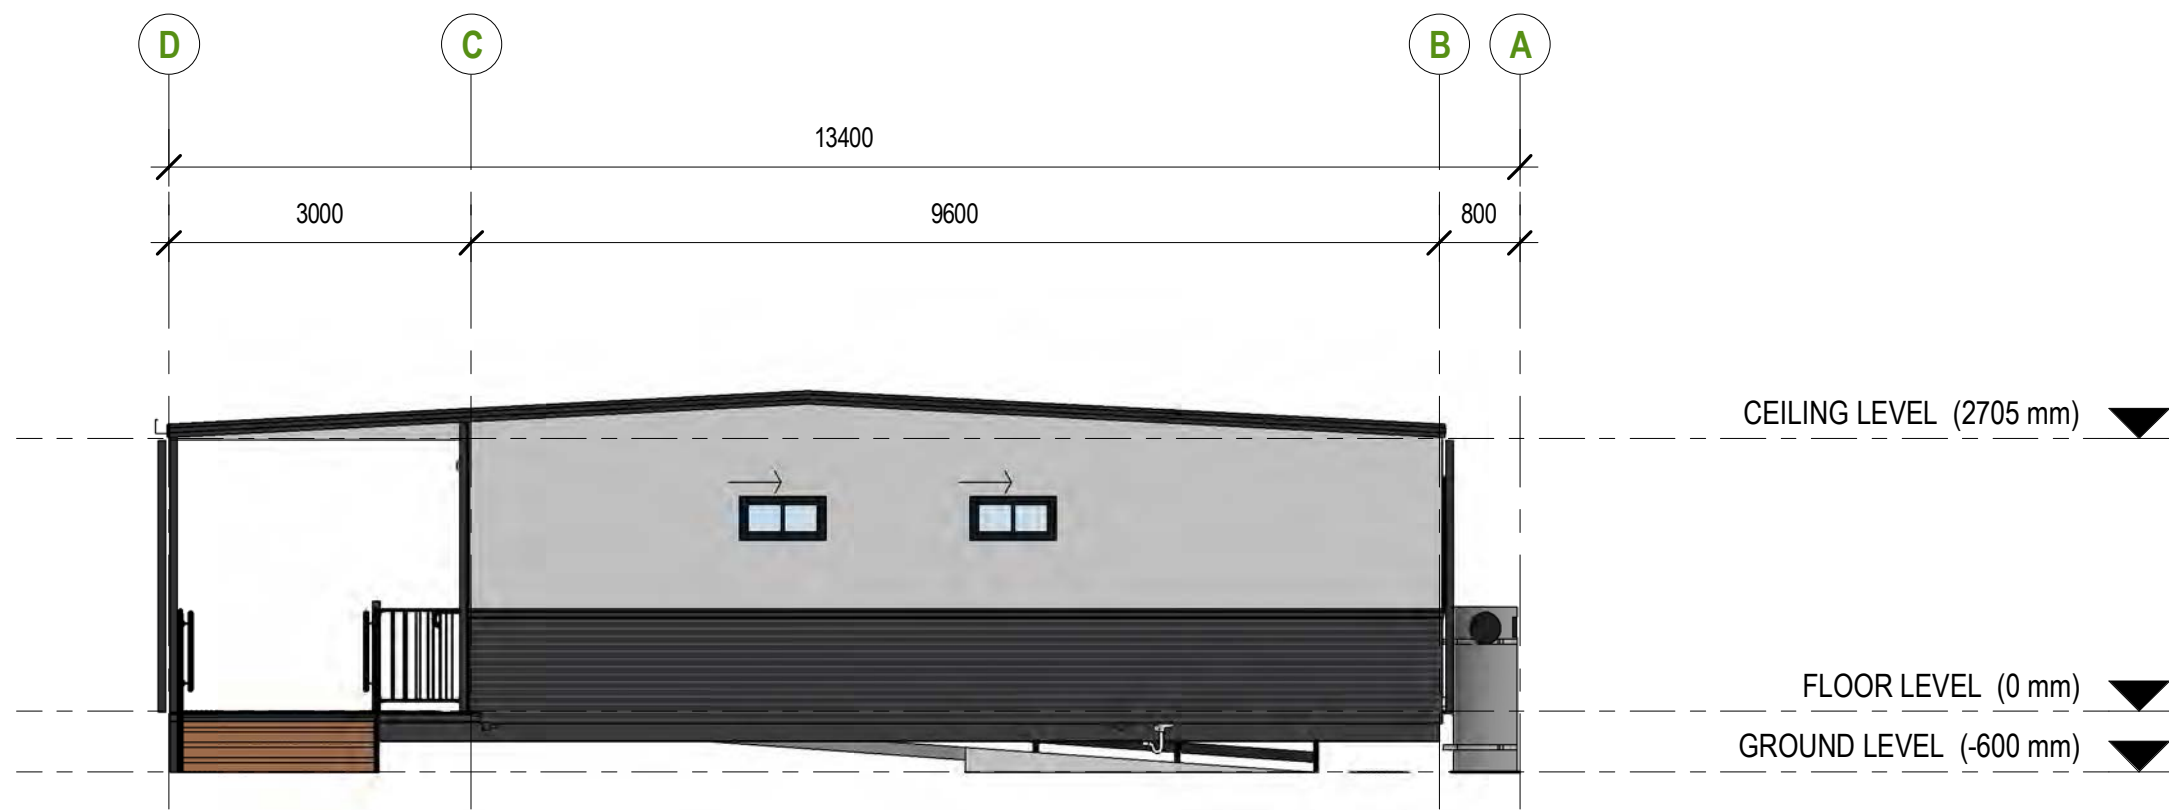 D C B A
13400
3000 9600 800
CEILING LEVEL (2705 mm)
FLOOR LEVEL (0 mm)
GROUND LEVEL (-600 mm)